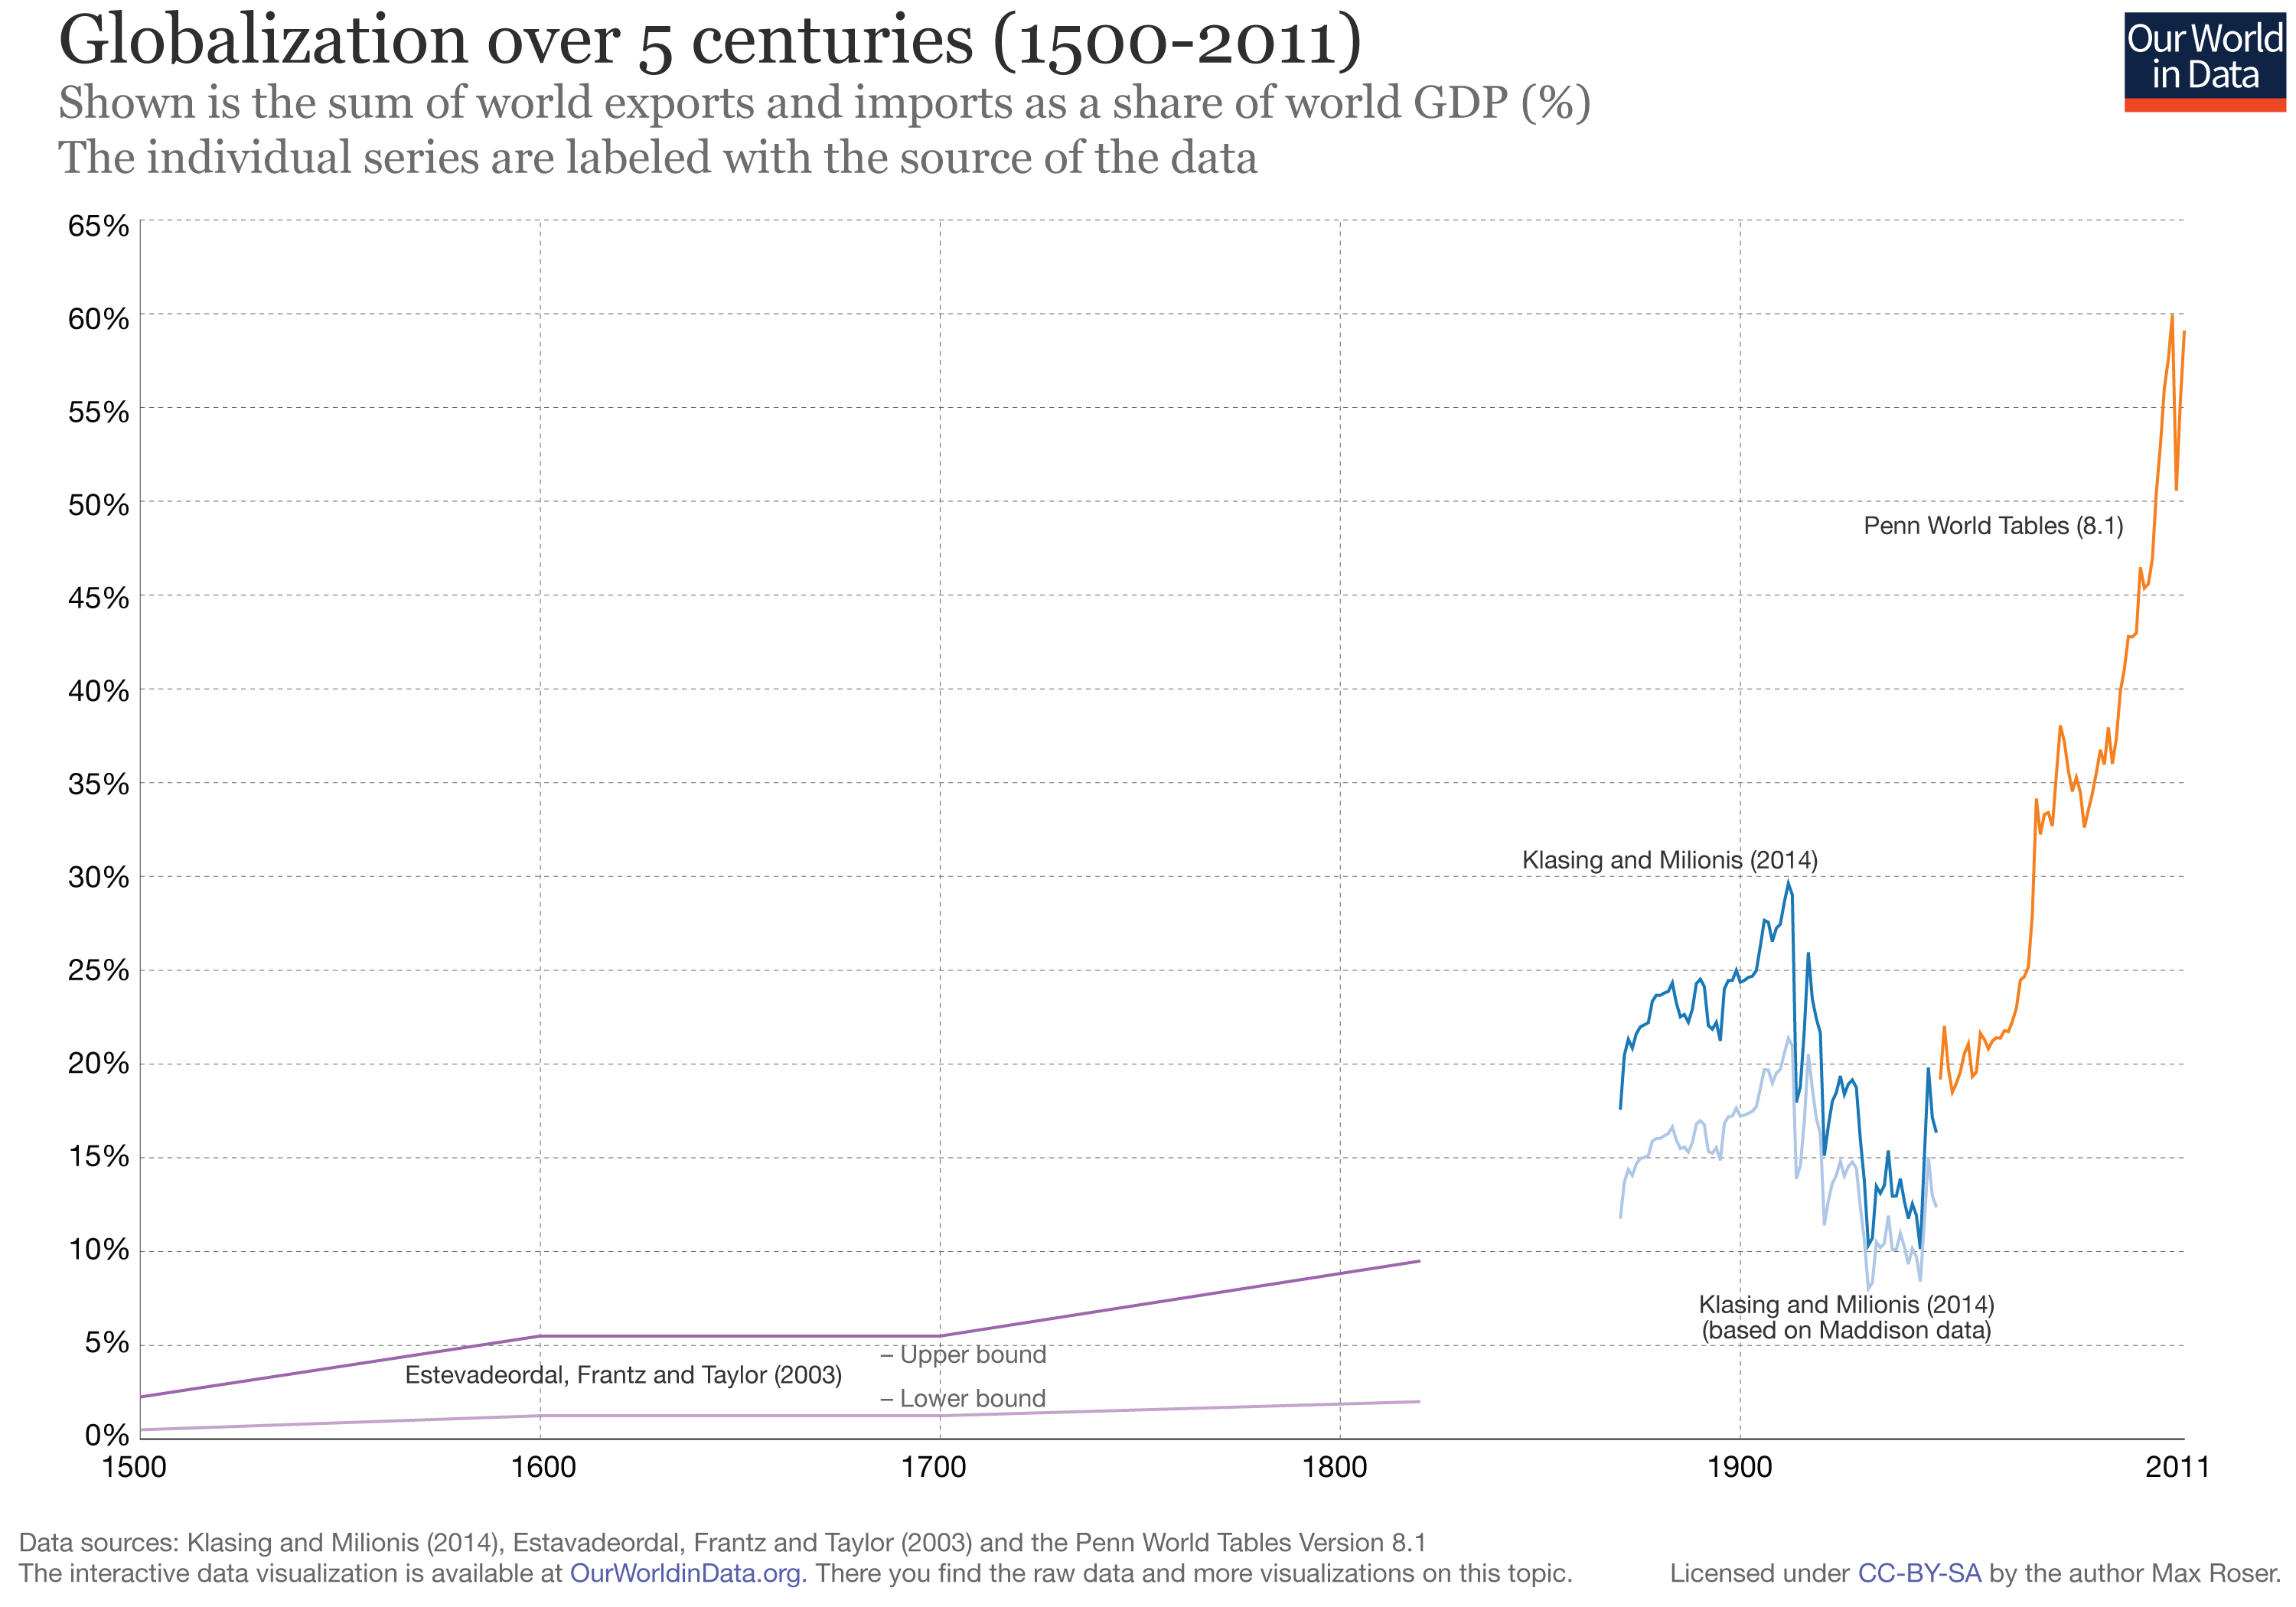 Globalization over 5 centuries (1500-2011)
Our World
in Data
Shown is the sum of world exports and imports as a share of world GDP (%)
The individual series are labeled with the source of the data
65%
60%
55%
50%
Penn World Tables (8.1)
45%
40%
35%
30%
Klasing and Milionis (2014)
25%
20%
15%
10%
Klasing and Milionis (2014)
(based on Maddison data)
5%
– Upper bound
Estevadeordal, Frantz and Taylor (2003)
– Lower bound
0%
1500 1600 1700 1800 1900 2011
Data sources: Klasing and Milionis (2014), Estavadeordal, Frantz and Taylor (2003) and the Penn World Tables Version 8.1
The interactive data visualization is available at OurWorldinData.org. There you find the raw data and more visualizations on this topic.
Licensed under CC-BY-SA by the author Max Roser.